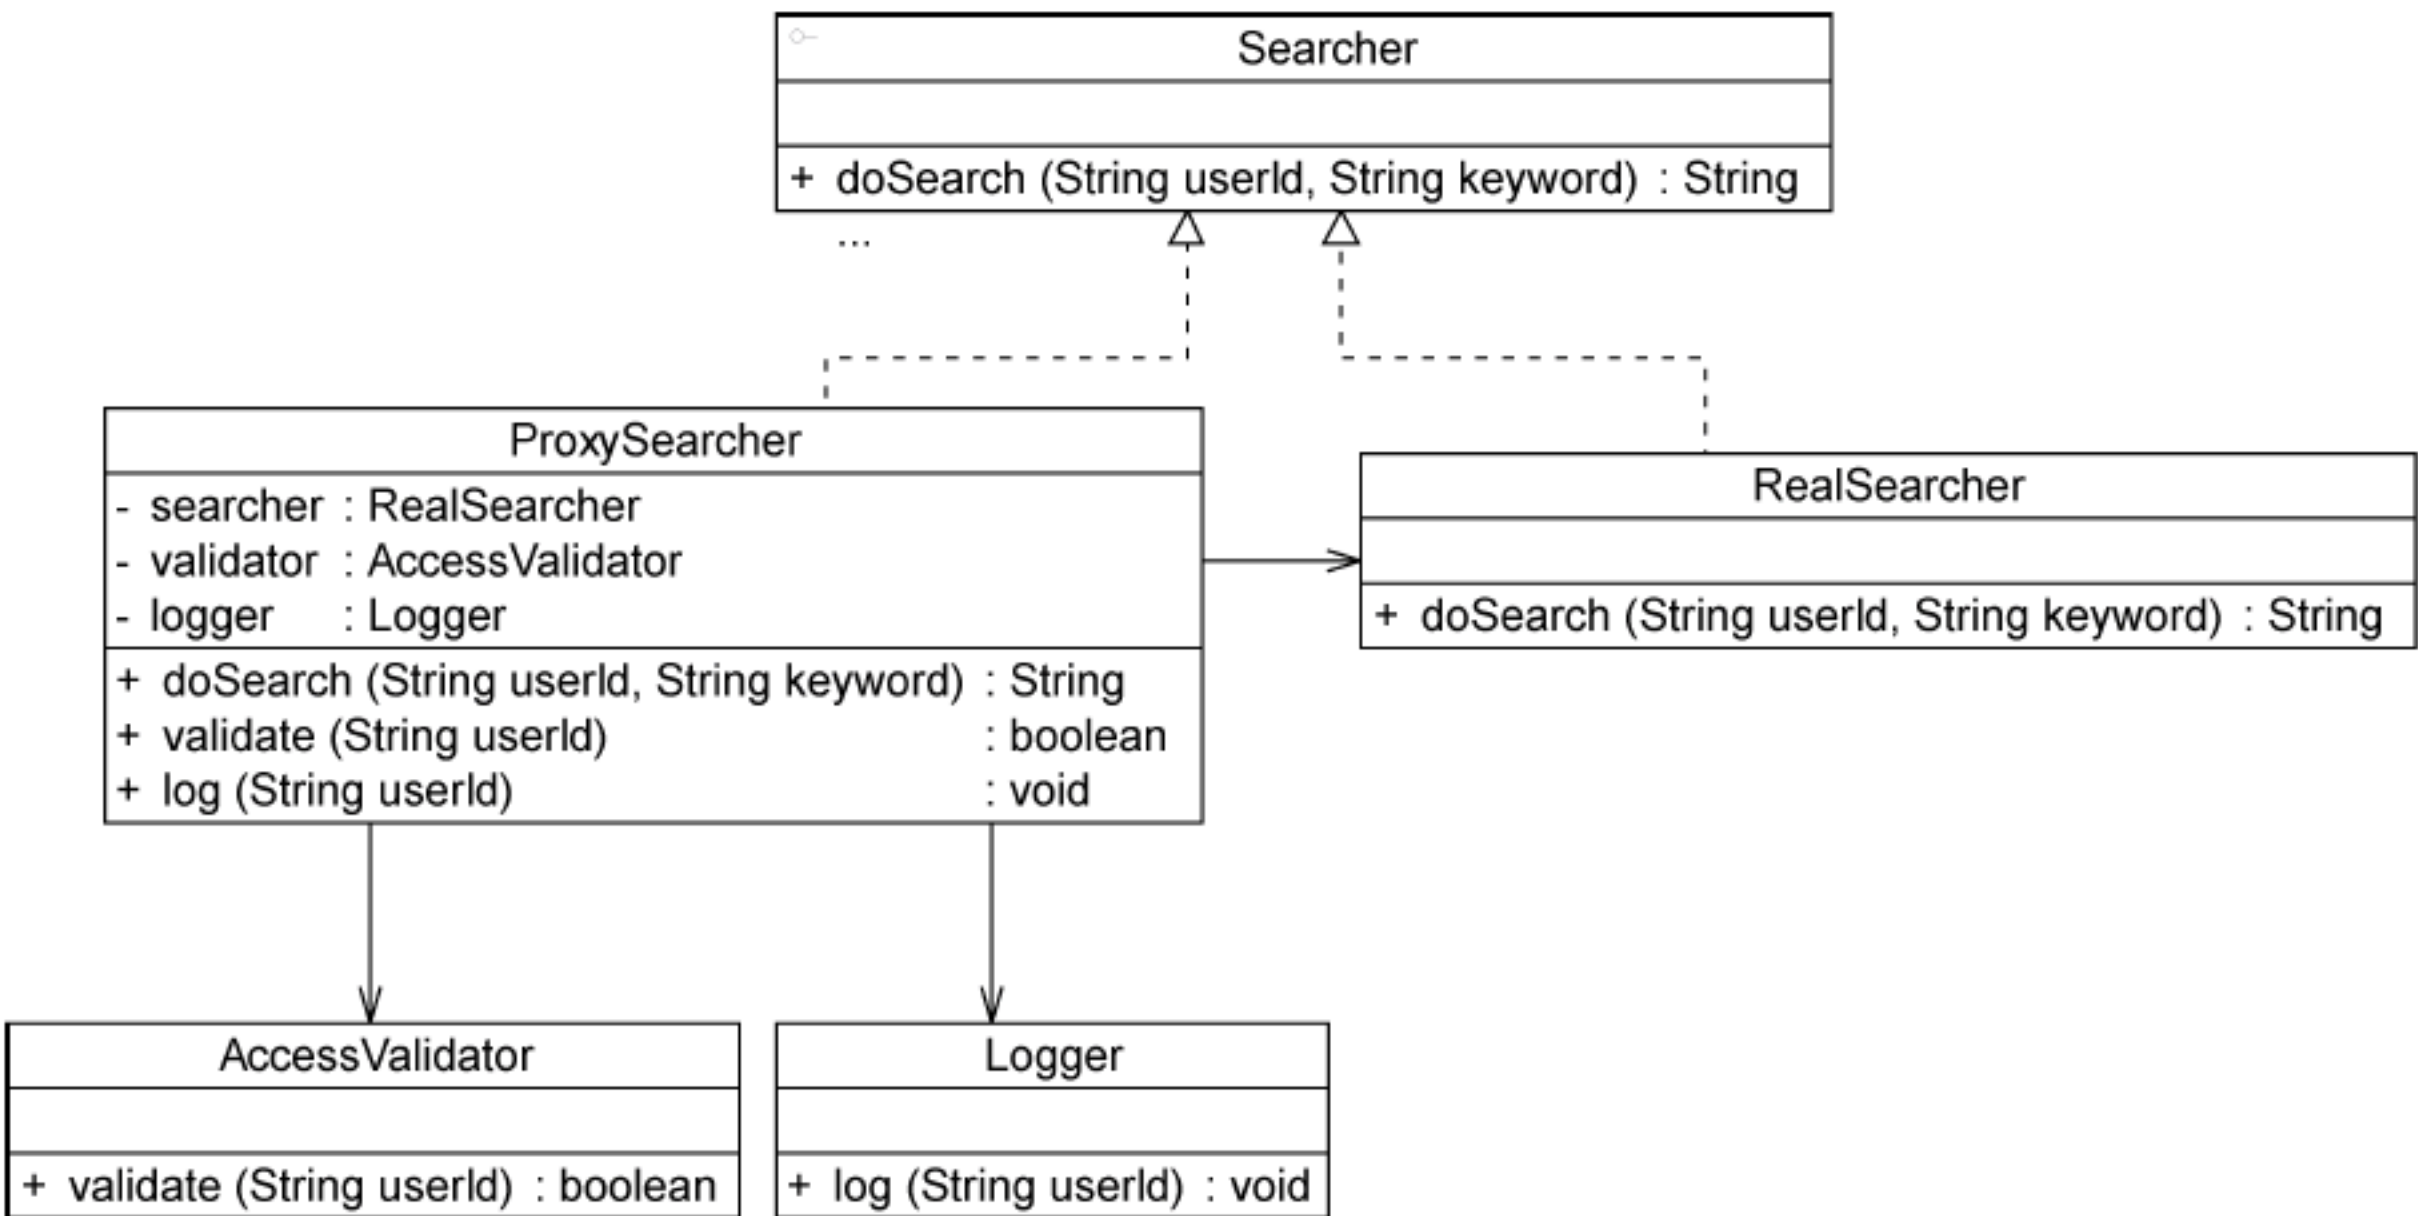 Searcher
+ doSearch (String userId, String keyword) : String
...
ProxySearcher
- searcher : RealSearcher
- validator : AccessValidator
- logger : Logger
+ doSearch (String userId, String keyword) : String
+ validate (String userId) : boolean
+ log (String userId) : void
RealSearcher
+ doSearch (String userId, String keyword) : String
AccessValidator
+ validate (String userId) : boolean
Logger
+ log (String userId) : void